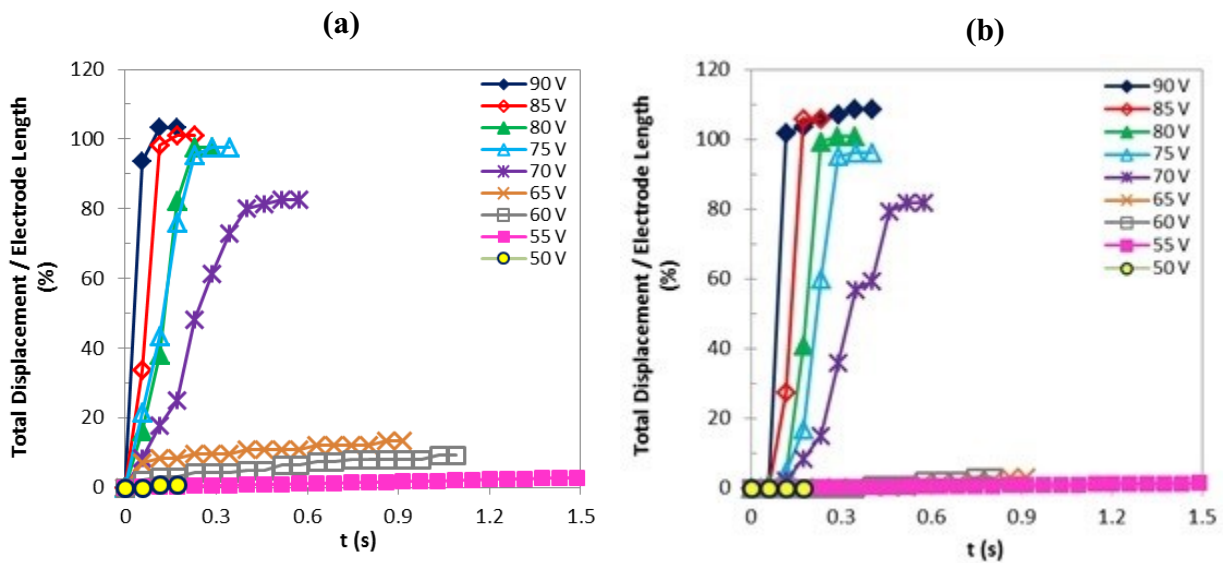 (a)
Total Displacement / Electrode Length
(%)
120
100
80
60
40
20
0
90 V
85 V
80 V
75 V
70 V
65 V
60 V
55 V
50 V
0 0.3 0.6 0.9 1.2 1.5
t (s)
(b)
Total Displacement / Electrode Length
(%)
120
100
80
60
40
20
0
90 V
85 V
80 V
75 V
70 V
65 V
60 V
55 V
50 V
0 0.3 0.6 0.9 1.2 1.5
t (s)